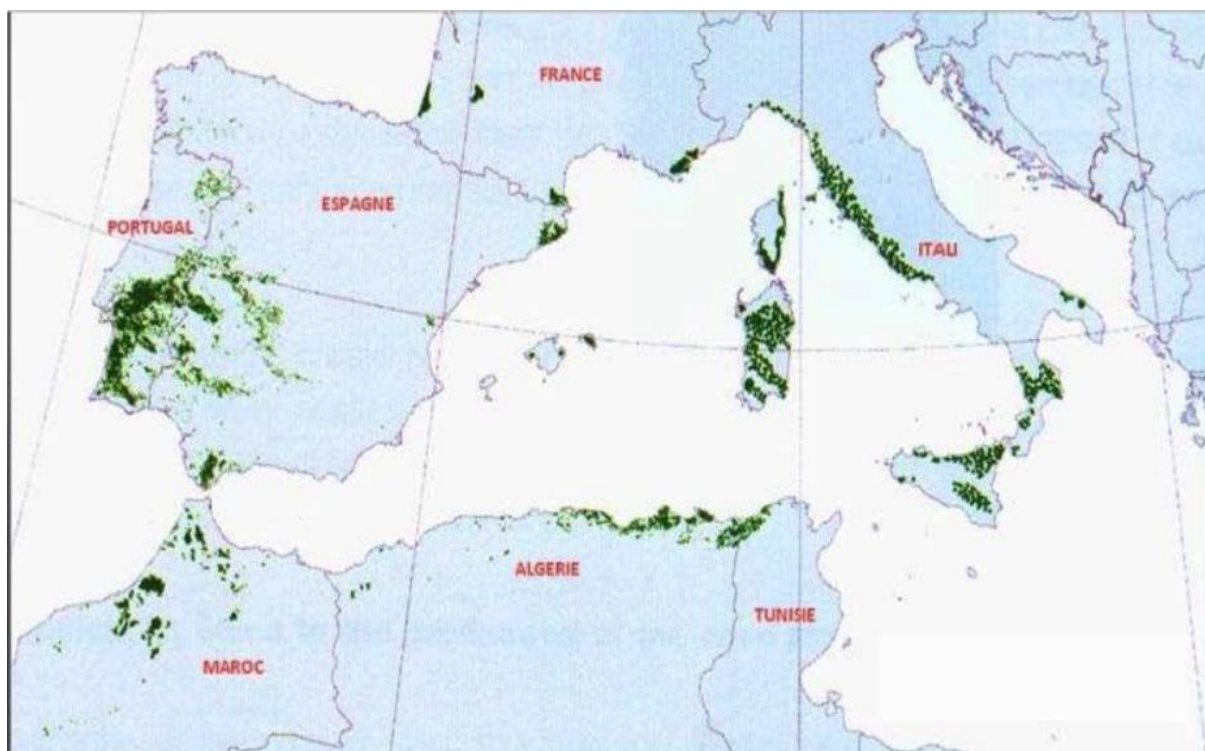 FRANCE
ESPAGNE
PORTUGAL
ITALI
ALGERIE
TUNISIE
MAROC